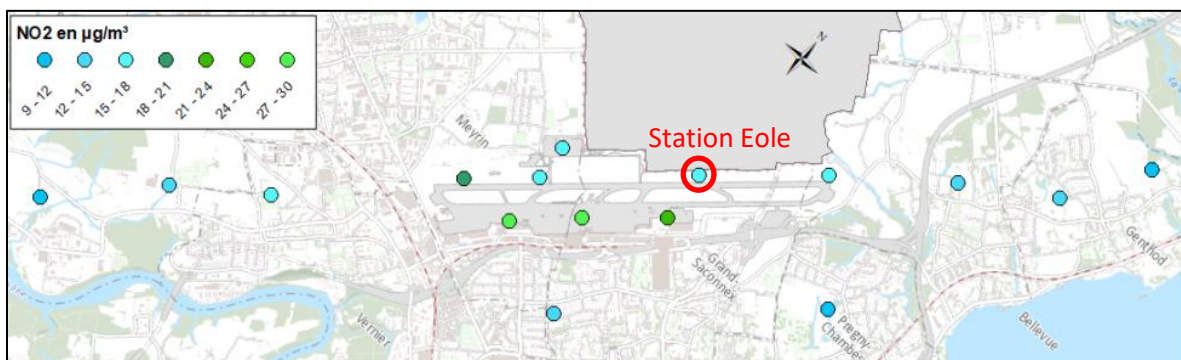 NO2 en µg/m³
9 - 12
12 - 15
15 - 18
18 - 21
21 - 24
24 - 27
27 - 30
N
Meyrin
Station Eole
Grand-
Saconnex
Vernier
Pregny-
Chambésy
Genthod
Bellevue